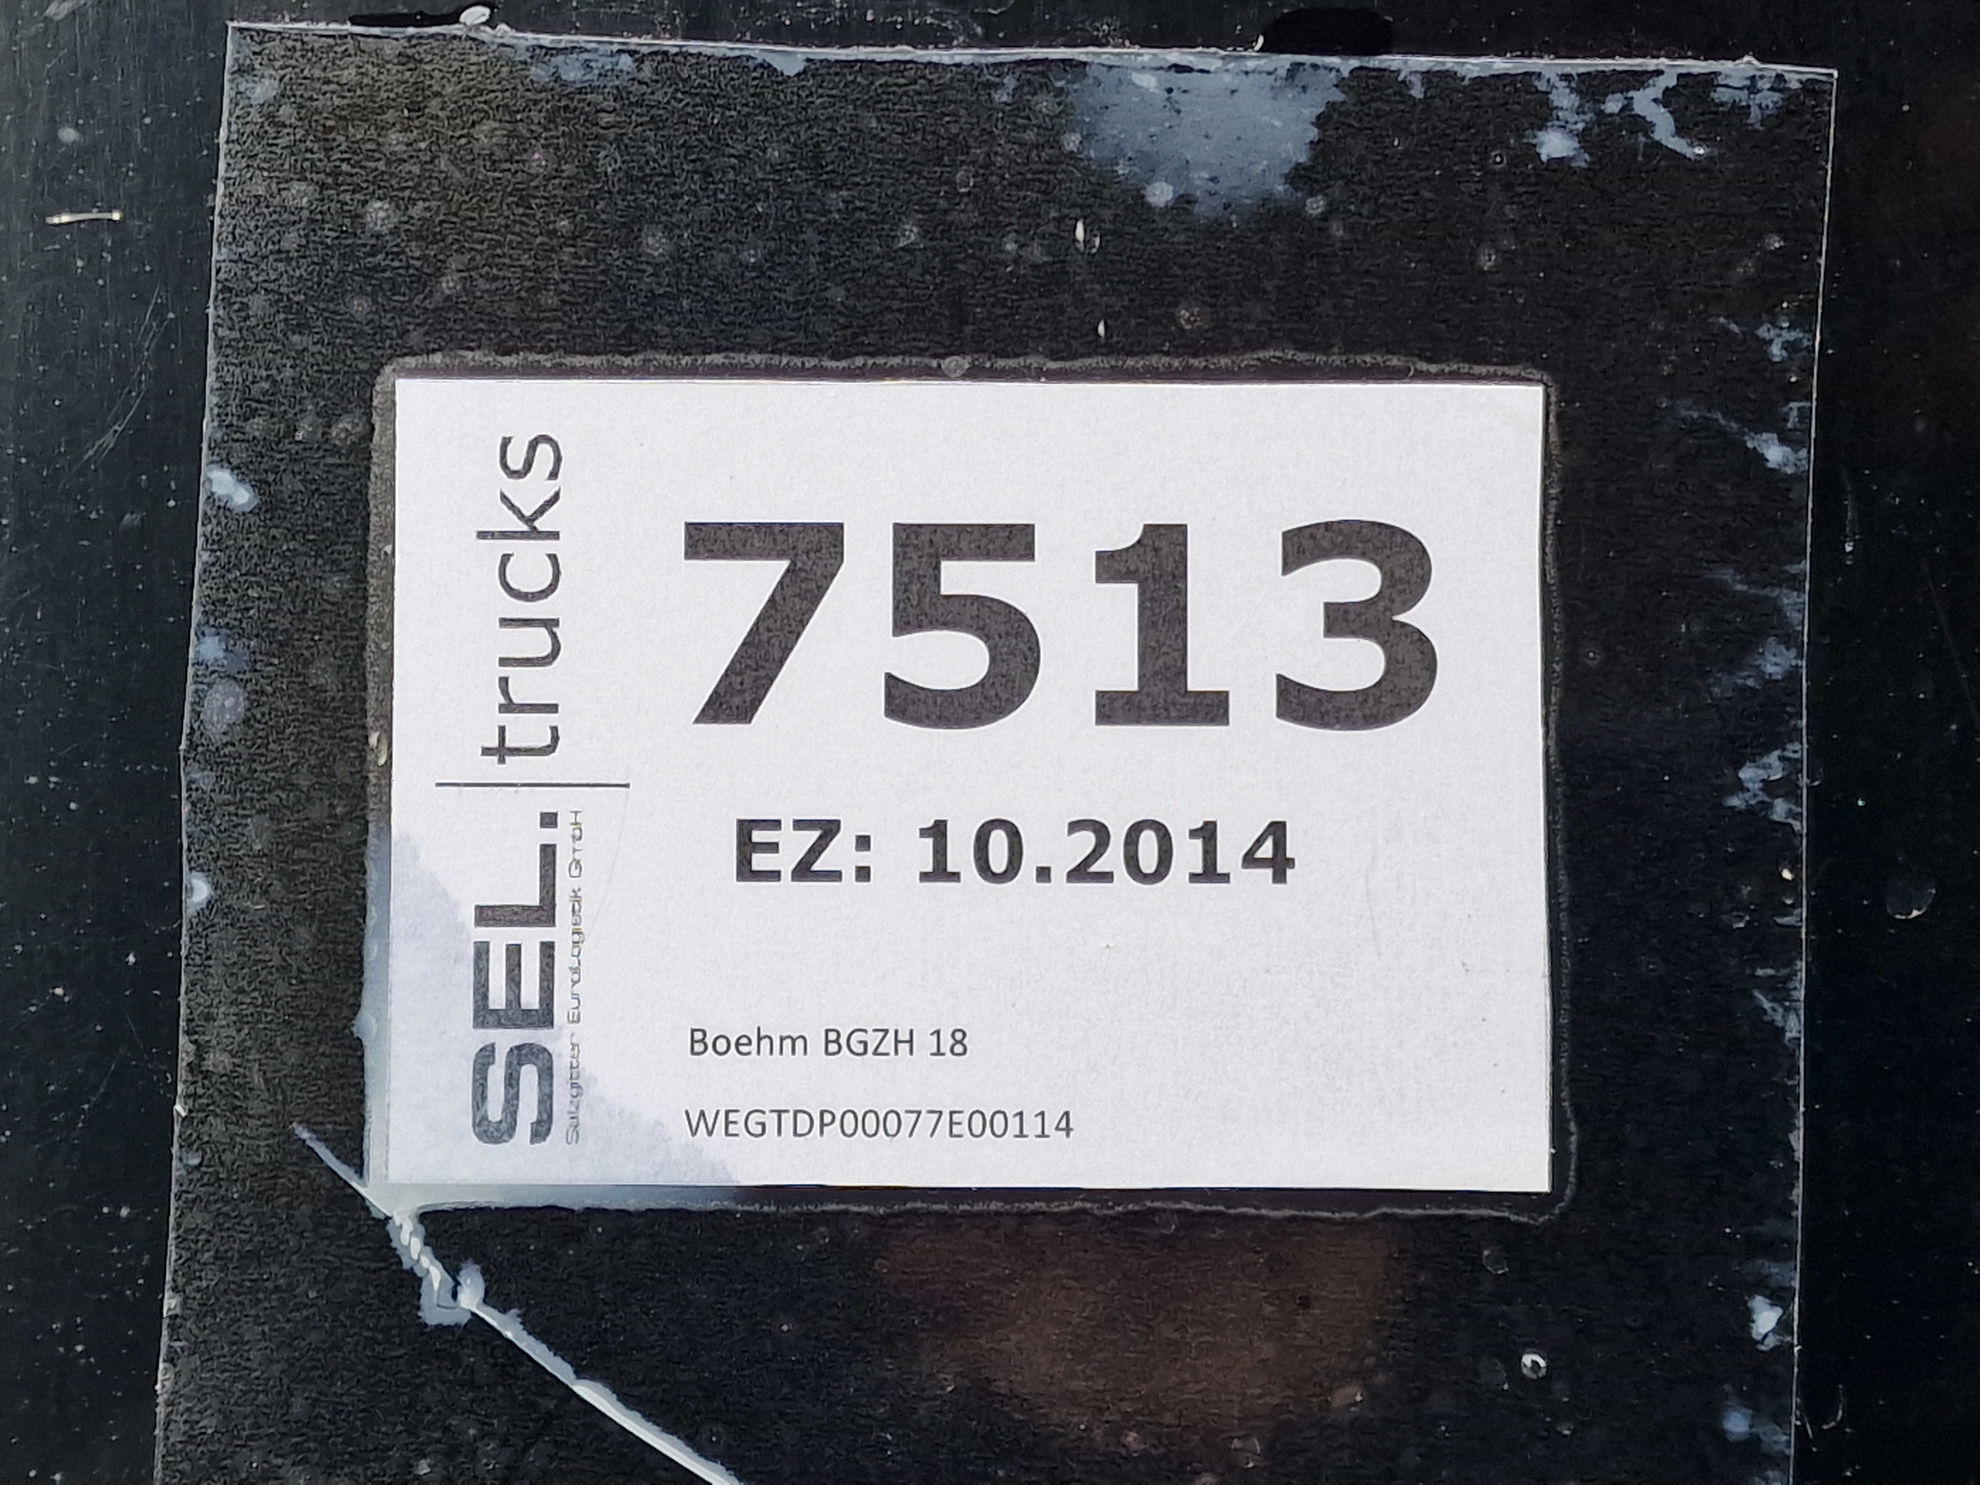 SEL. | trucks
Salzgitter EuroLogistik GmbH
7513
EZ: 10.2014
Boehm BGZH 18
WEGTDP00077E00114